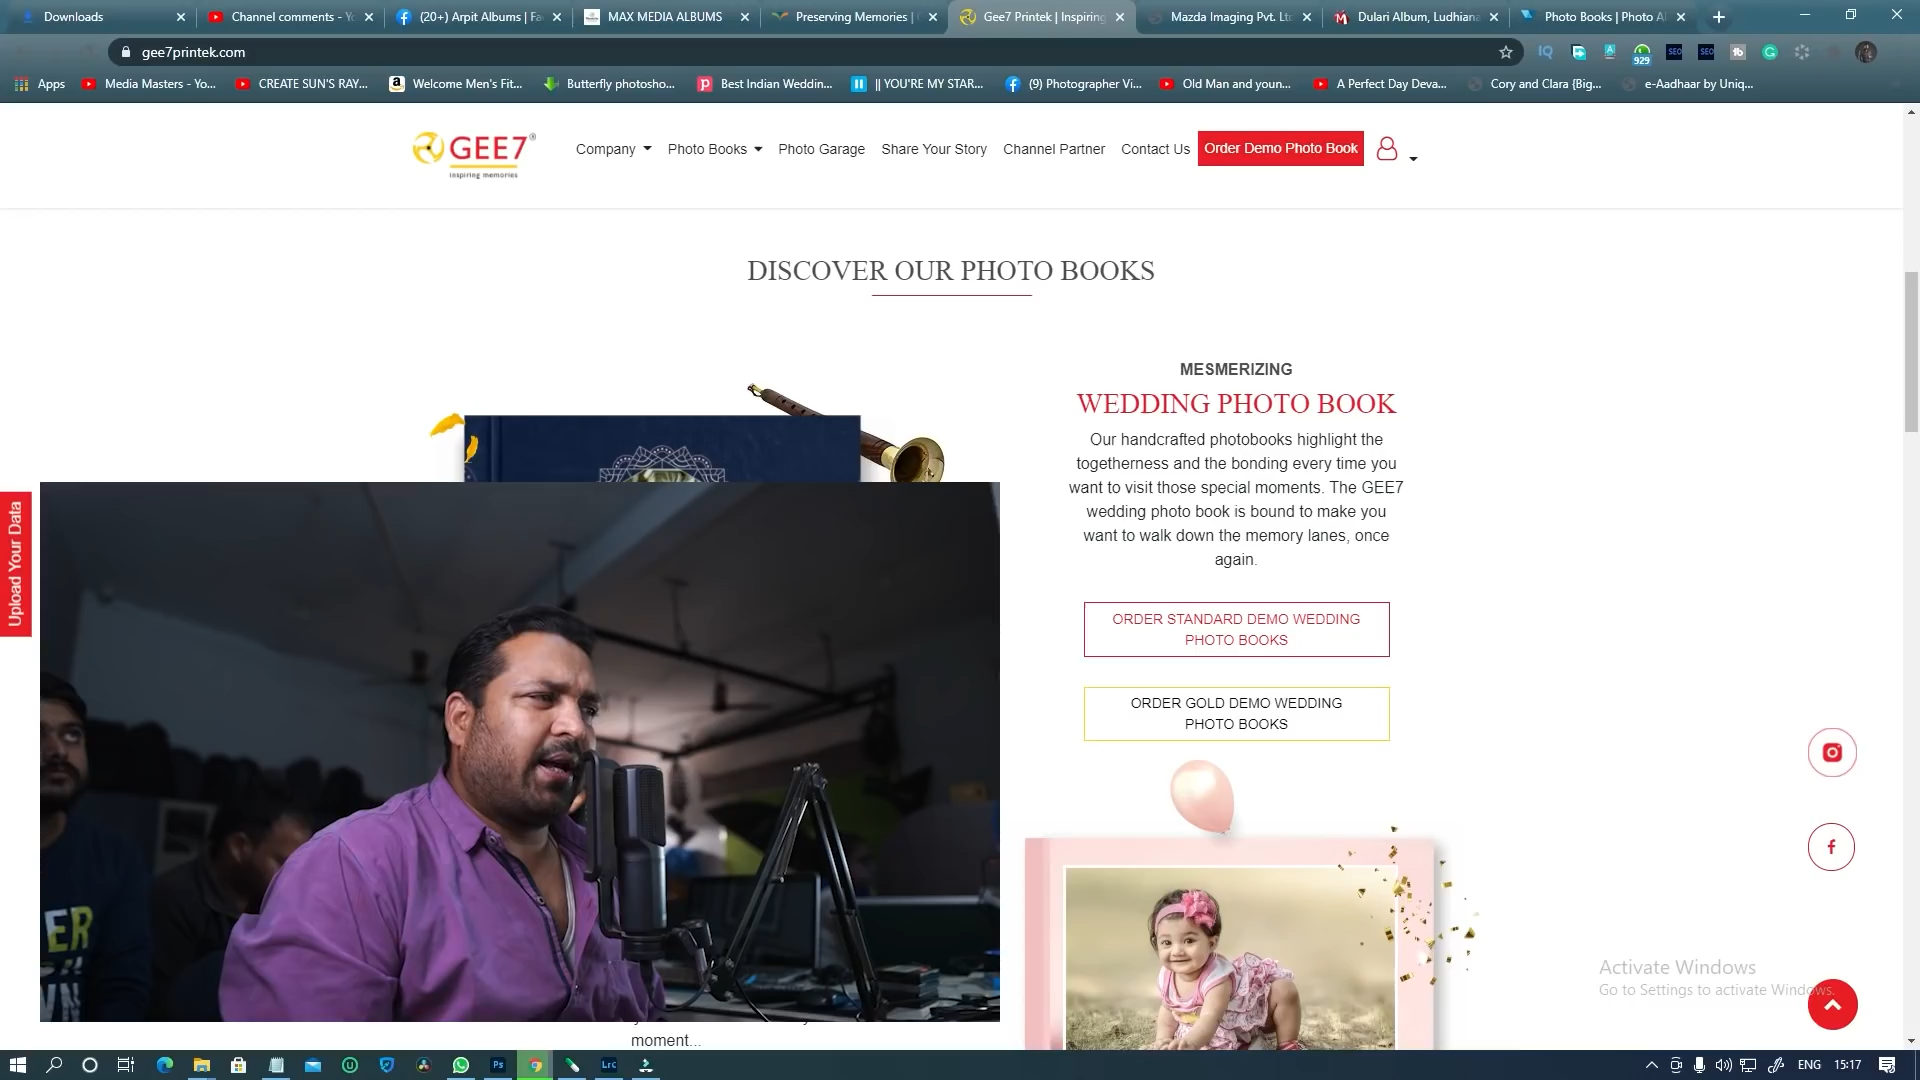 Downloads
Channel comments - Yo
(20+) Arpit Albums | Fa
MAX MEDIA ALBUMS
Preserving Memories |
Gee7 Printek | Inspiring
Mazda Imaging Pvt. Lt
Dulari Album, Ludhiana
Photo Books | Photo A
gee7printek.com
IQ
929
SEO
SEO
Apps
Media Masters - Yo...
CREATE SUN'S RAY...
Welcome Men's Fit...
Butterfly photosho...
Best Indian Weddin...
|| YOU'RE MY STAR...
(9) Photographer Vi...
Old Man and youn...
A Perfect Day Deva...
Cory and Clara {Big...
e-Aadhaar by Uniq...
GEE7®
inspiring memories
Company
Photo Books
Photo Garage
Share Your Story
Channel Partner
Contact Us
Order Demo Photo Book
DISCOVER OUR PHOTO BOOKS
MESMERIZING
WEDDING PHOTO BOOK
Our handcrafted photobooks highlight the
togetherness and the bonding every time you
want to visit those special moments. The GEE7
wedding photo book is bound to make you
want to walk down the memory lanes, once
again.
Upload Your Data
ORDER STANDARD DEMO WEDDING
PHOTO BOOKS
ORDER GOLD DEMO WEDDING
PHOTO BOOKS
ER
Activate Windows
Go to Settings to activate Windows.
moment...
Ps
Lrc
ENG
15:17